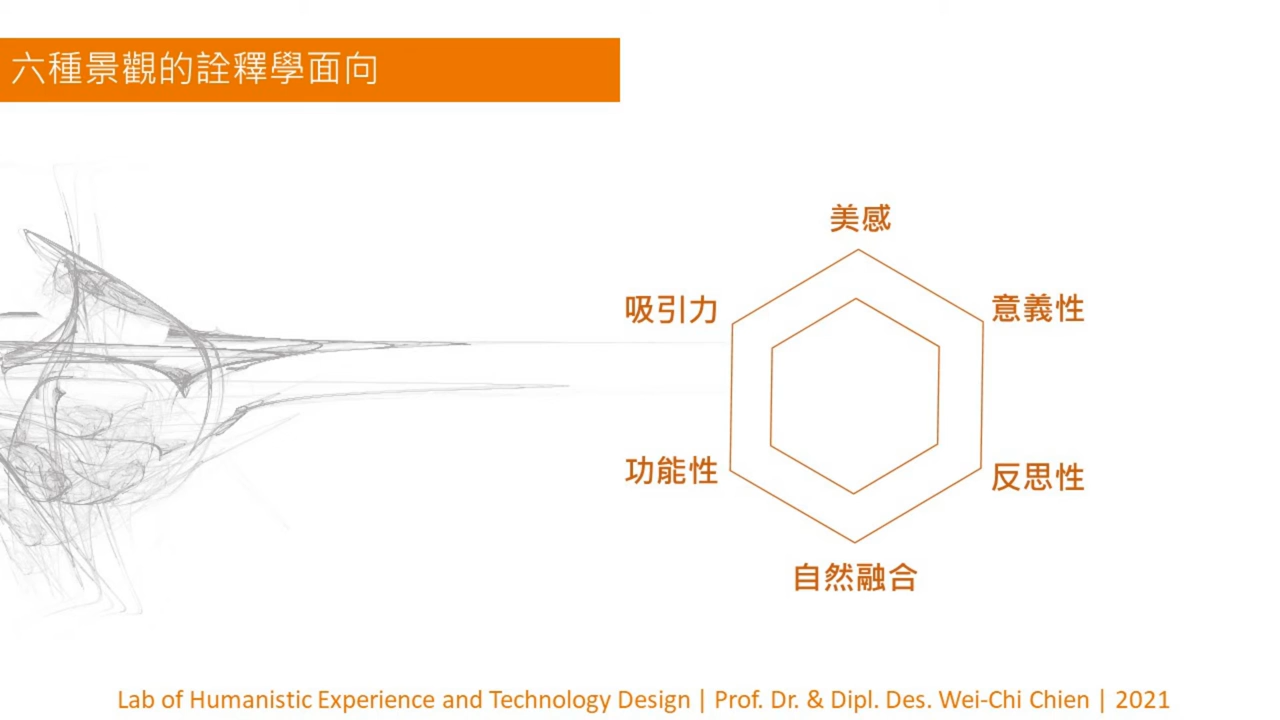 六種景觀的詮釋學面向
美感
吸引力
意義性
功能性
反思性
自然融合
Lab of Humanistic Experience and Technology Design | Prof. Dr. & Dipl. Des. Wei-Chi Chien | 2021